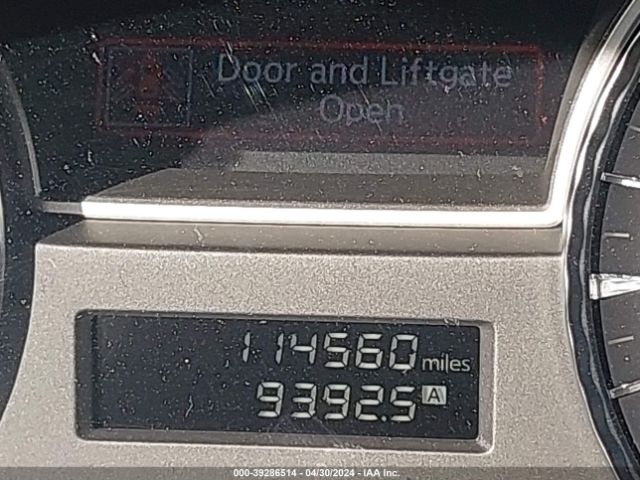 Door and Liftgate
Open
114560 miles
9392.5 A
000-39286514 - 04/30/2024 - IAA Inc.